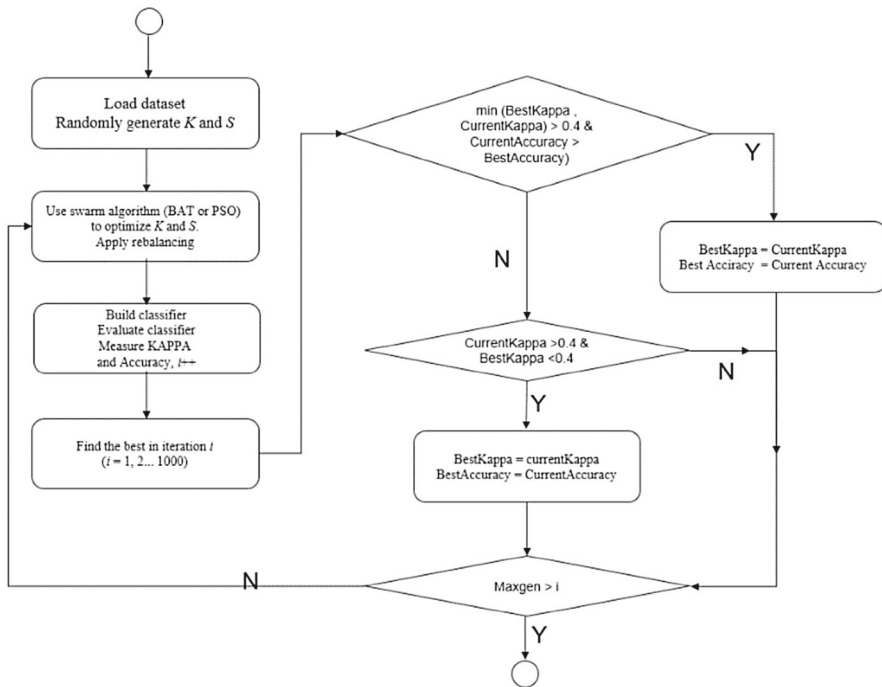 Load dataset
Randomly generate K and S
Use swarm algorithm (BAT or PSO)
to optimize K and S.
Apply rebalancing
Build classifier
Evaluate classifier
Measure KAPPA
and Accuracy, i++
Find the best in iteration i
(i = 1, 2... 1000)
min (BestKappa ,
CurrentKappa) > 0.4 &
CurrentAccuracy >
BestAccuracy)
Y
N
BestKappa = CurrentKappa
Best Acciracy = Current Accuracy
CurrentKappa >0.4 &
BestKappa <0.4
N
Y
BestKappa = currentKappa
BestAccuracy = CurrentAccuracy
Maxgen > i
N
Y